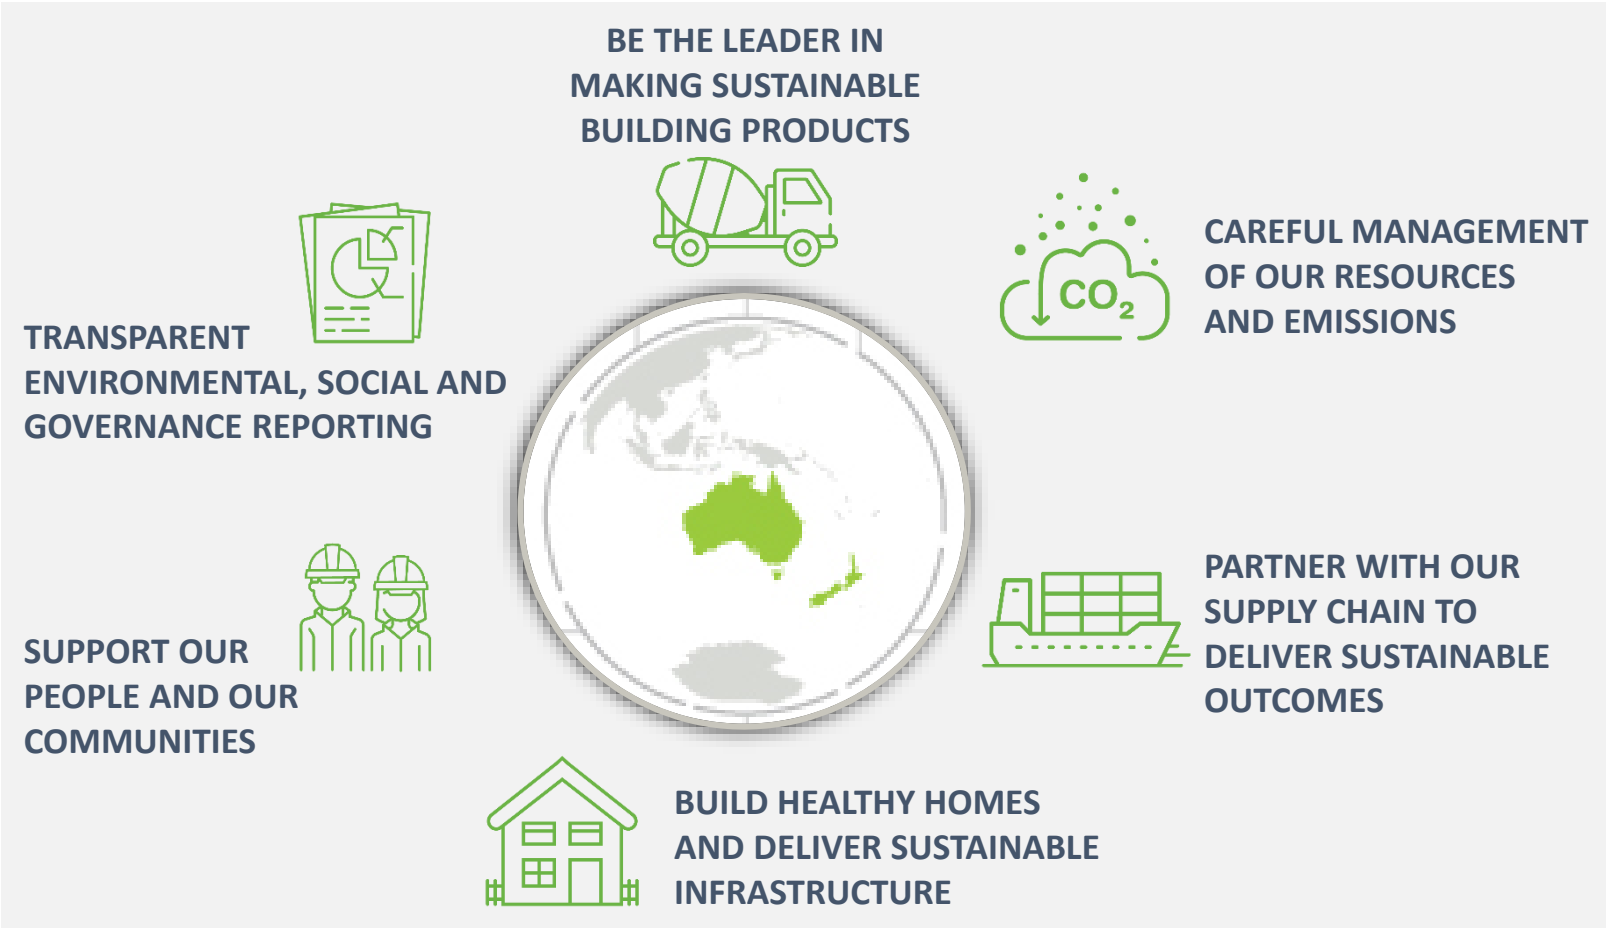 BE THE LEADER IN
MAKING SUSTAINABLE
BUILDING PRODUCTS
CO₂
CAREFUL MANAGEMENT
OF OUR RESOURCES
AND EMISSIONS
TRANSPARENT
ENVIRONMENTAL, SOCIAL AND
GOVERNANCE REPORTING
PARTNER WITH OUR
SUPPLY CHAIN TO
DELIVER SUSTAINABLE
OUTCOMES
SUPPORT OUR
PEOPLE AND OUR
COMMUNITIES
BUILD HEALTHY HOMES
AND DELIVER SUSTAINABLE
INFRASTRUCTURE